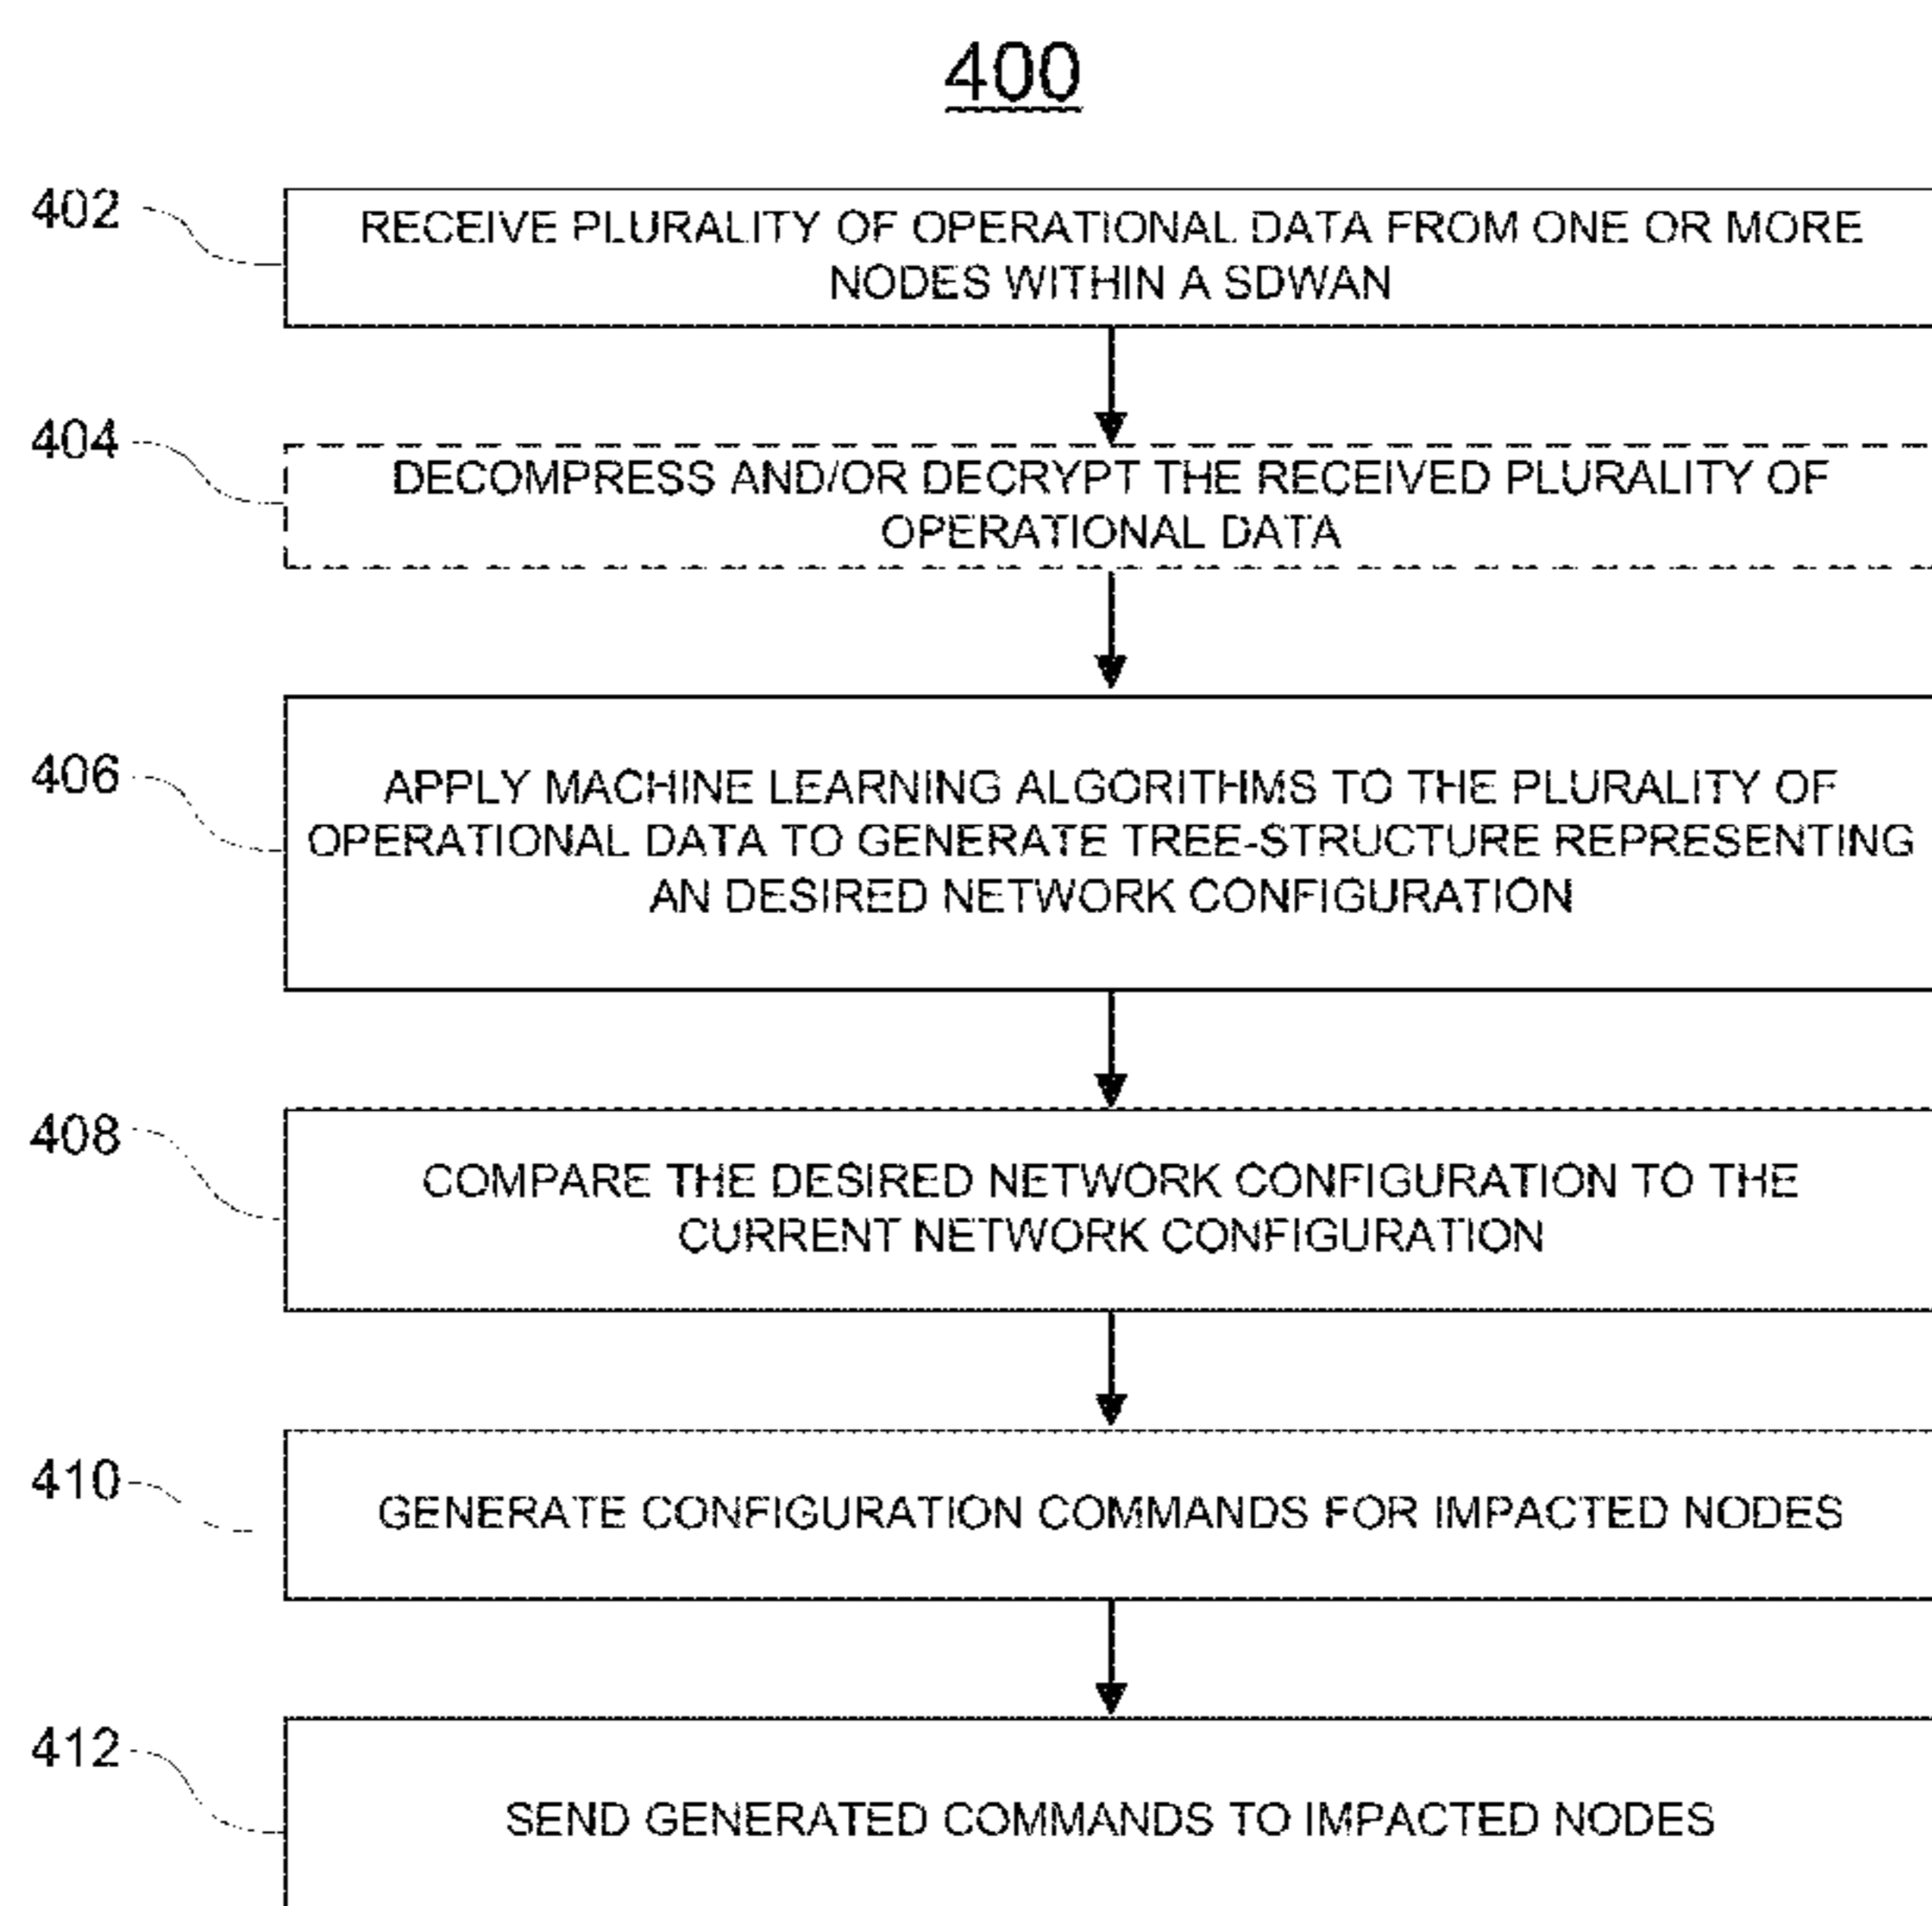 400
402
RECEIVE PLURALITY OF OPERATIONAL DATA FROM ONE OR MORE
NODES WITHIN A SDWAN
404
DECOMPRESS AND/OR DECRYPT THE RECEIVED PLURALITY OF
OPERATIONAL DATA
406
APPLY MACHINE LEARNING ALGORITHMS TO THE PLURALITY OF
OPERATIONAL DATA TO GENERATE TREE-STRUCTURE REPRESENTING
AN DESIRED NETWORK CONFIGURATION
408
COMPARE THE DESIRED NETWORK CONFIGURATION TO THE
CURRENT NETWORK CONFIGURATION
410
GENERATE CONFIGURATION COMMANDS FOR IMPACTED NODES
412
SEND GENERATED COMMANDS TO IMPACTED NODES